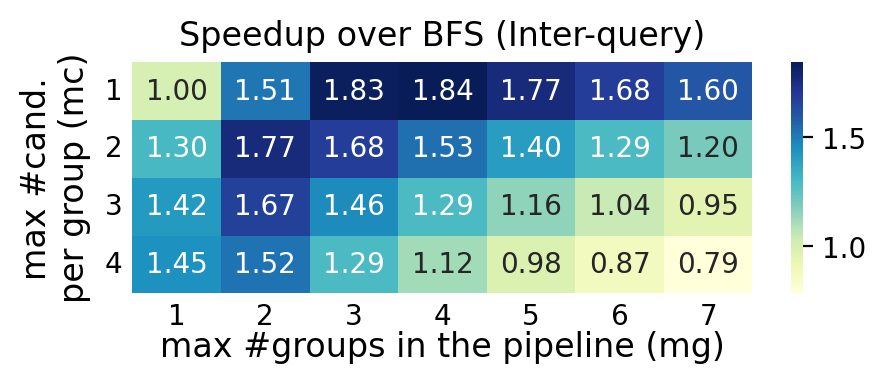 Speedup over BFS (Inter-query)
max #cand.
per group (mc)
1 1.00 1.51 1.83 1.84 1.77 1.68 1.60
2 1.30 1.77 1.68 1.53 1.40 1.29 1.20
3 1.42 1.67 1.46 1.29 1.16 1.04 0.95
4 1.45 1.52 1.29 1.12 0.98 0.87 0.79
1 2 3 4 5 6 7
max #groups in the pipeline (mg)
1.5
1.0